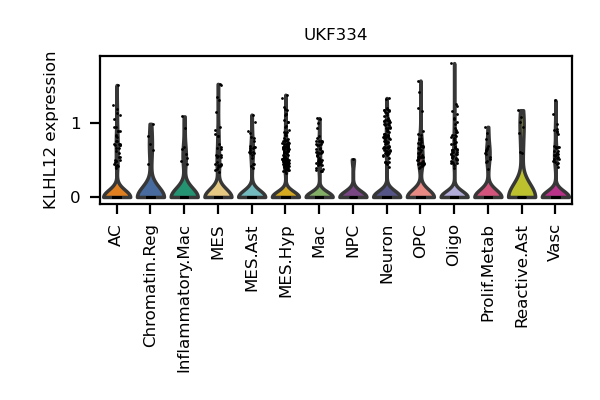 UKF334
KLHL12 expression
1
0
AC
Chromatin.Reg
Inflammatory.Mac
MES
MES.Ast
MES.Hyp
Mac
NPC
Neuron
OPC
Oligo
Prolif.Metab
Reactive.Ast
Vasc